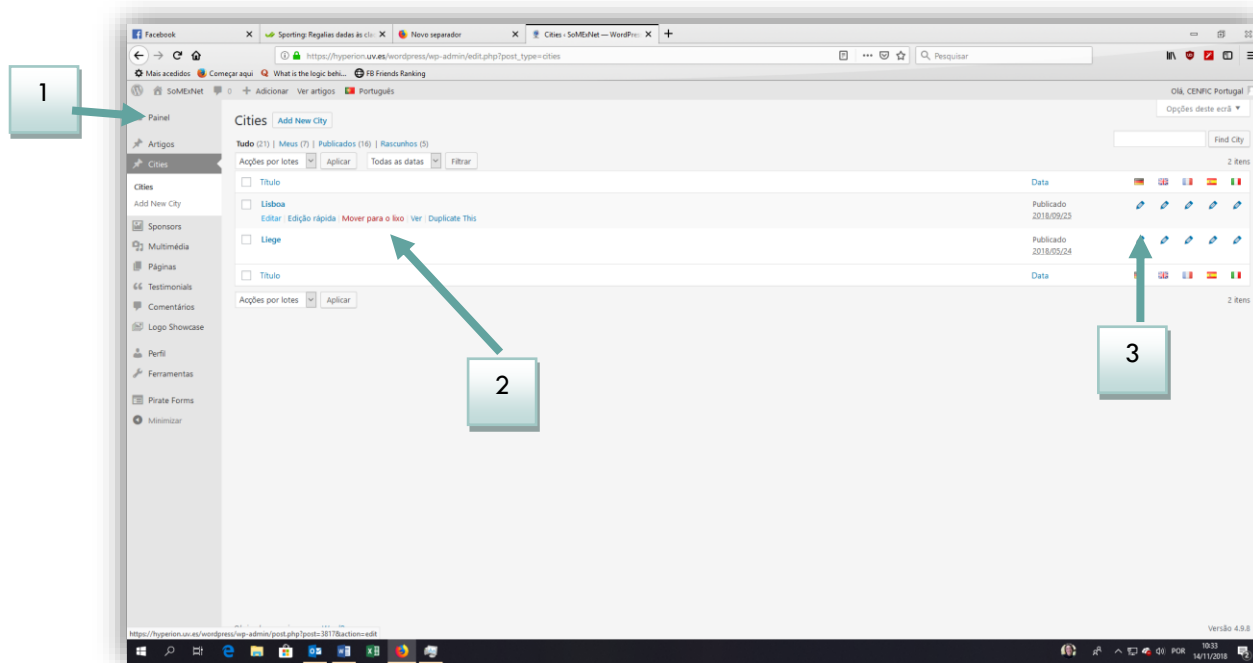 Facebook
Sporting: Regalias dadas às cla
Novo separador
Cities ‹ SoMExNet — WordPres
https://hyperion.uv.es/wordpress/wp-admin/edit.php?post_type=cities
Pesquisar
Mais acedidos
Começar aqui
What is the logic behi...
FB Friends Ranking
SoMExNet
0
Adicionar
Ver artigos
Português
Olá, CENFIC Portugal
1
Painel
Artigos
Cities
Cities
Add New City
Sponsors
Multimédia
Páginas
Testimonials
Comentários
Logo Showcase
Perfil
Ferramentas
Pirate Forms
Minimizar
Opções deste ecrã
Cities
Add New City
Tudo (21) | Meus (7) | Publicados (16) | Rascunhos (5)
Find City
Acções por lotes
Aplicar
Todas as datas
Filtrar
2 itens
Título
Data
Lisboa
Editar | Edição rápida | Mover para o lixo | Ver | Duplicate This
Publicado
2018/09/25
Liege
Publicado
2018/05/24
Título
Data
Acções por lotes
Aplicar
2 itens
2
3
Versão 4.9.8
https://hyperion.uv.es/wordpress/wp-admin/post.php?post=3817&action=edit
POR
10:33
14/11/2018